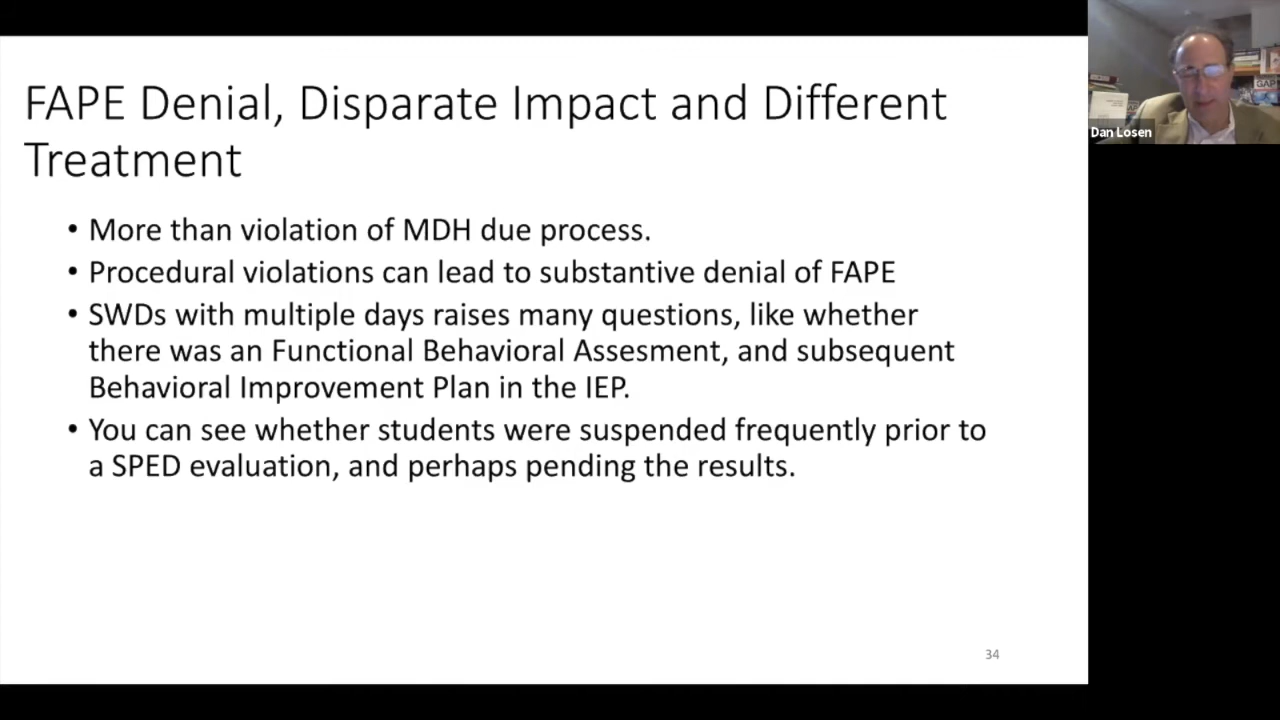 FAPE Denial, Disparate Impact and Different
Treatment
• More than violation of MDH due process.
• Procedural violations can lead to substantive denial of FAPE
• SWDs with multiple days raises many questions, like whether
there was an Functional Behavioral Assesment, and subsequent
Behavioral Improvement Plan in the IEP.
• You can see whether students were suspended frequently prior to
a SPED evaluation, and perhaps pending the results.
34
Dan Losen
GAP